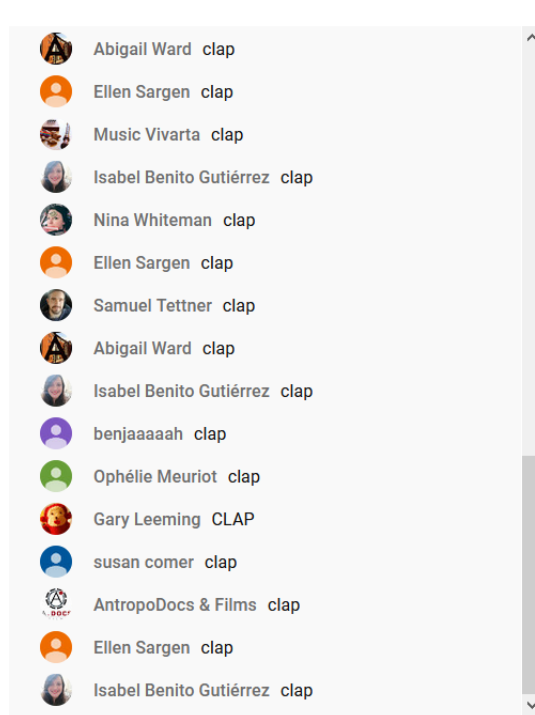 Abigail Ward clap
Ellen Sargen clap
Music Vivarta clap
Isabel Benito Gutiérrez clap
Nina Whiteman clap
Ellen Sargen clap
Samuel Tettner clap
Abigail Ward clap
Isabel Benito Gutiérrez clap
benjaaaaah clap
Ophélie Meuriot clap
Gary Leeming CLAP
susan comer clap
AntropoDocs & Films clap
Ellen Sargen clap
Isabel Benito Gutiérrez clap